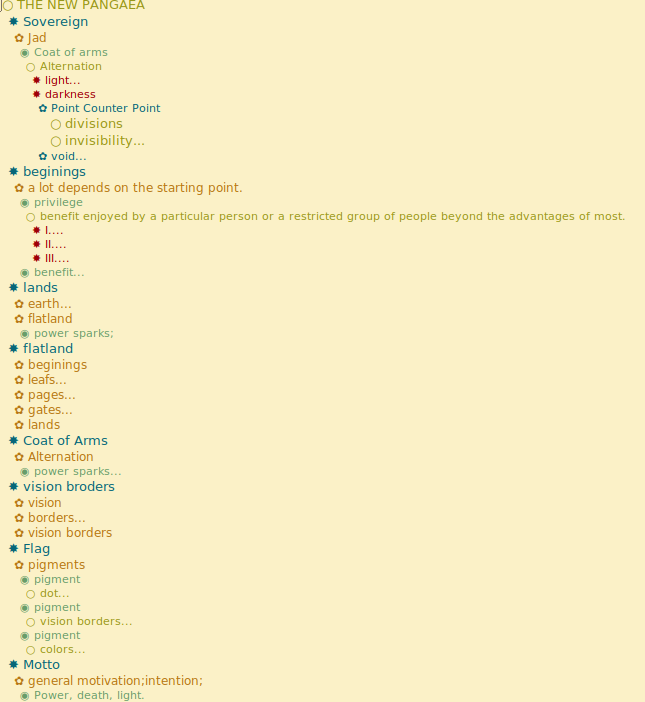 THE NEW PANGAEA
Sovereign
Jad
Coat of arms
Alternation
light...
darkness
Point Counter Point
divisions
invisibility...
void...
beginings
a lot depends on the starting point.
privilege
benefit enjoyed by a particular person or a restricted group of people beyond the advantages of most.
I....
II....
III....
benefit...
lands
earth...
flatland
power sparks;
flatland
beginings
leafs...
pages...
gates...
lands
Coat of Arms
Alternation
power sparks...
vision broders
vision
borders...
vision borders
Flag
pigments
pigment
dot...
pigment
vision borders...
pigment
colors...
Motto
general motivation;intention;
Power, death, light.